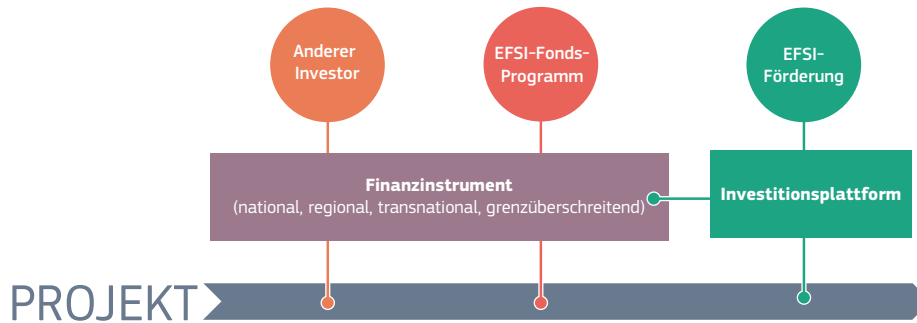 Anderer
Investor
EFSI-Fonds-
Programm
EFSI-
Förderung
Finanzinstrument
(national, regional, transnational, grenzüberschreitend)
Investitionsplattform
PROJEKT